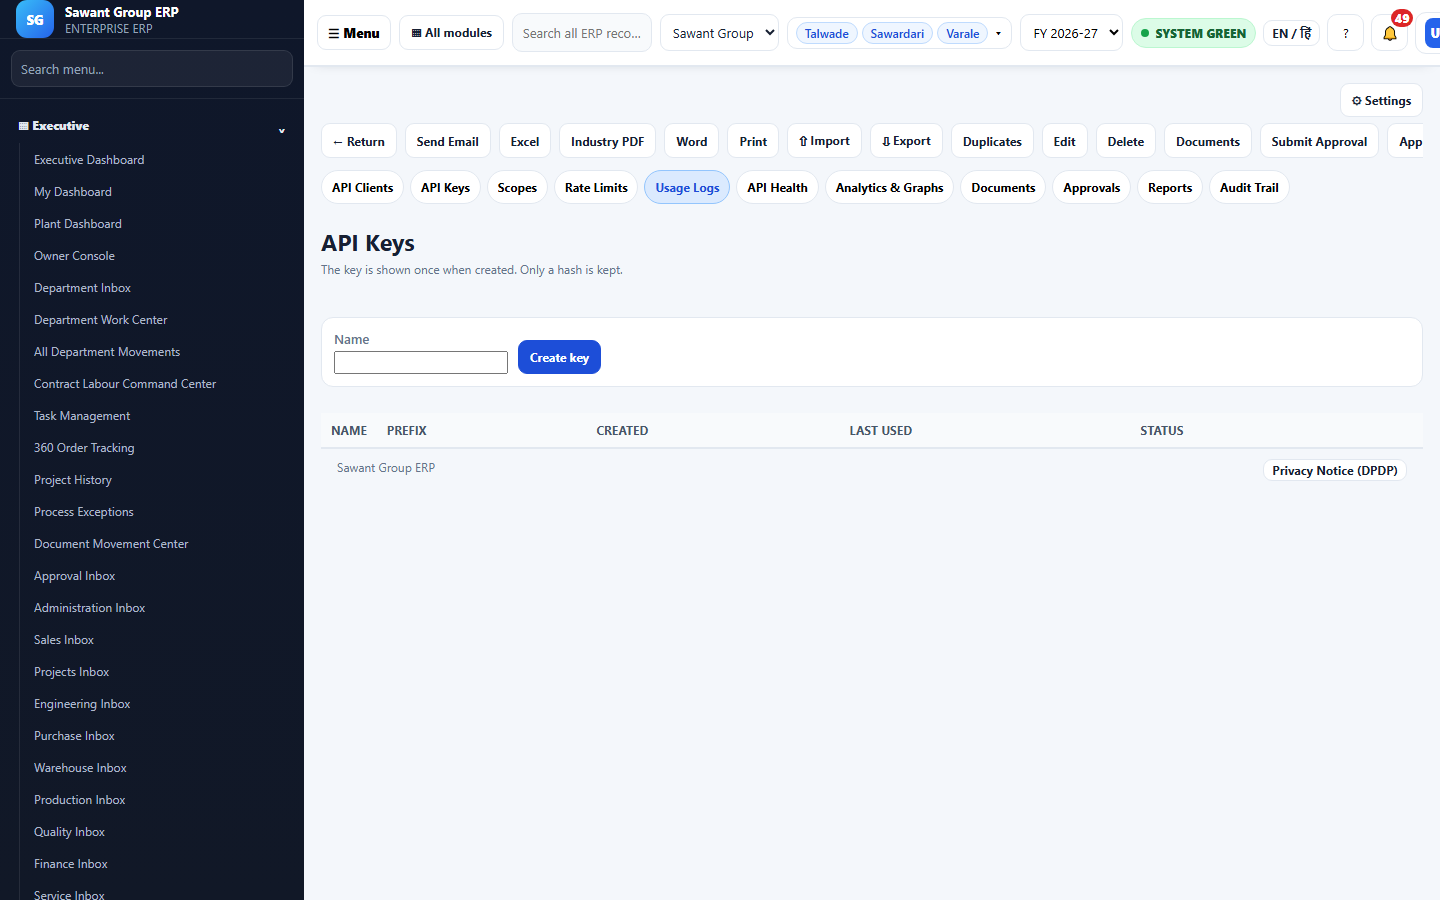 SG
Sawant Group ERP
ENTERPRISE ERP
Search menu...
Executive
Executive Dashboard
My Dashboard
Plant Dashboard
Owner Console
Department Inbox
Department Work Center
All Department Movements
Contract Labour Command Center
Task Management
360 Order Tracking
Project History
Process Exceptions
Document Movement Center
Approval Inbox
Administration Inbox
Sales Inbox
Projects Inbox
Engineering Inbox
Purchase Inbox
Warehouse Inbox
Production Inbox
Quality Inbox
Finance Inbox
Service Inbox
☰ Menu
All modules
Search all ERP reco...
Sawant Group
Talwade Sawardari Varale
FY 2026-27
SYSTEM GREEN
EN / हिं
?
49
U
⚙ Settings
← Return Send Email Excel Industry PDF Word Print ⇧ Import ⇩ Export Duplicates Edit Delete Documents Submit Approval App
API Clients API Keys Scopes Rate Limits Usage Logs API Health Analytics & Graphs Documents Approvals Reports Audit Trail
API Keys
The key is shown once when created. Only a hash is kept.
Name
Create key
NAME PREFIX CREATED LAST USED STATUS
Sawant Group ERP
Privacy Notice (DPDP)